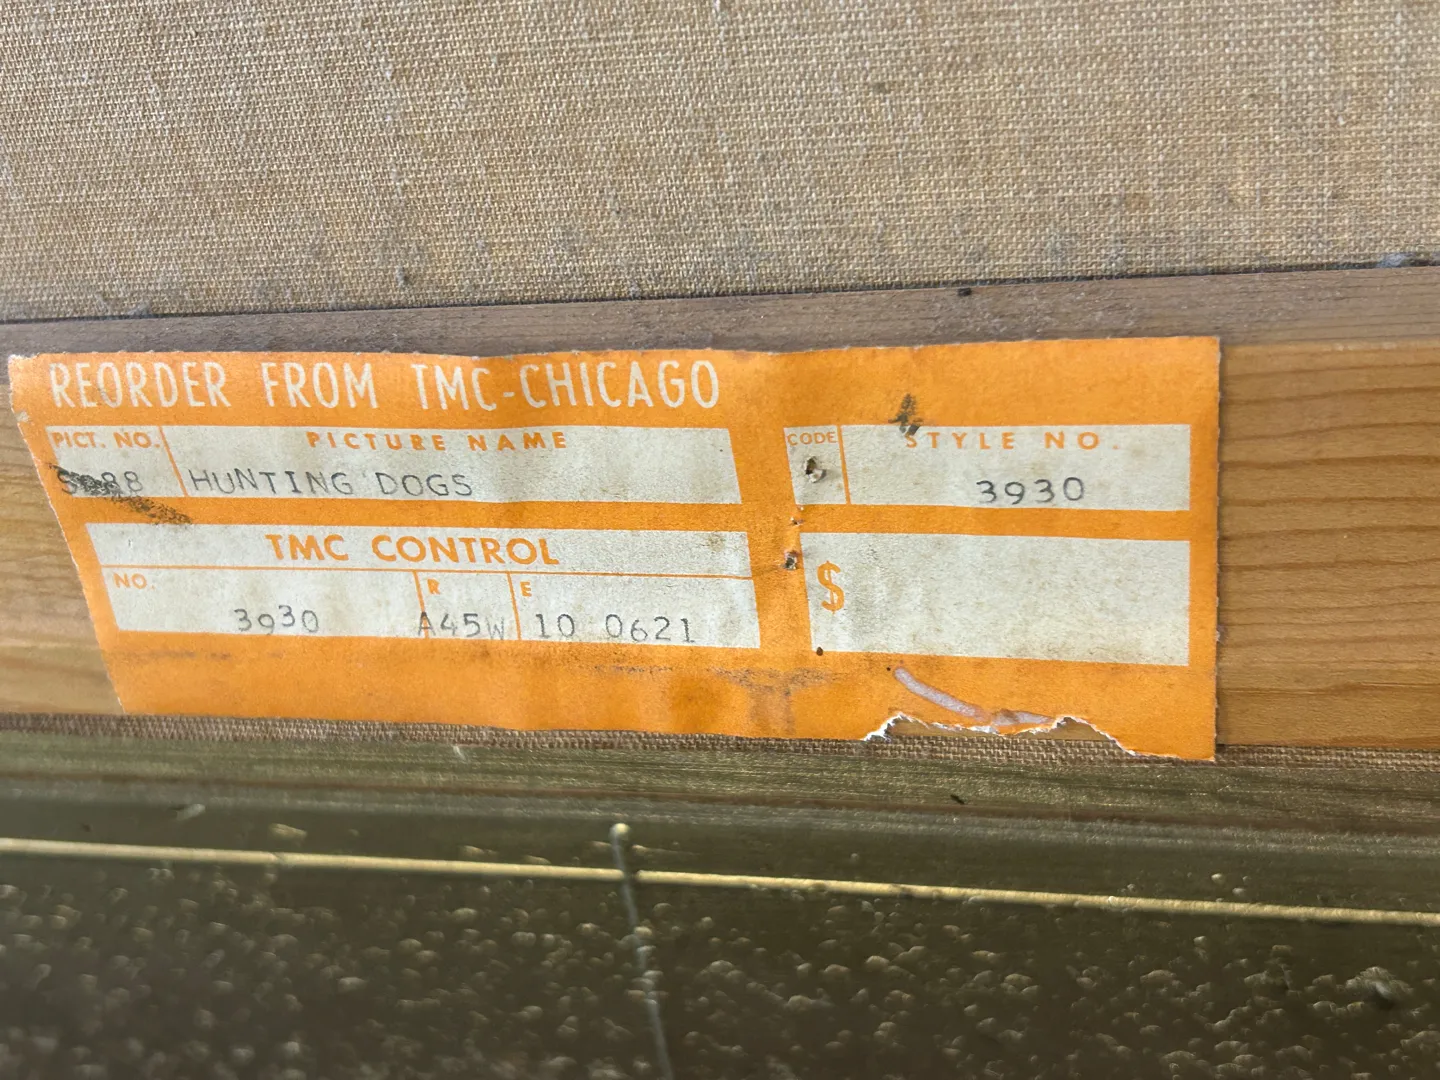 REORDER FROM TMC-CHICAGO
PICT. NO. PICTURE NAME CODE STYLE NO.
HUNTING DOGS 3930
TMC CONTROL
NO. R E $
3930 A45W 10 0621